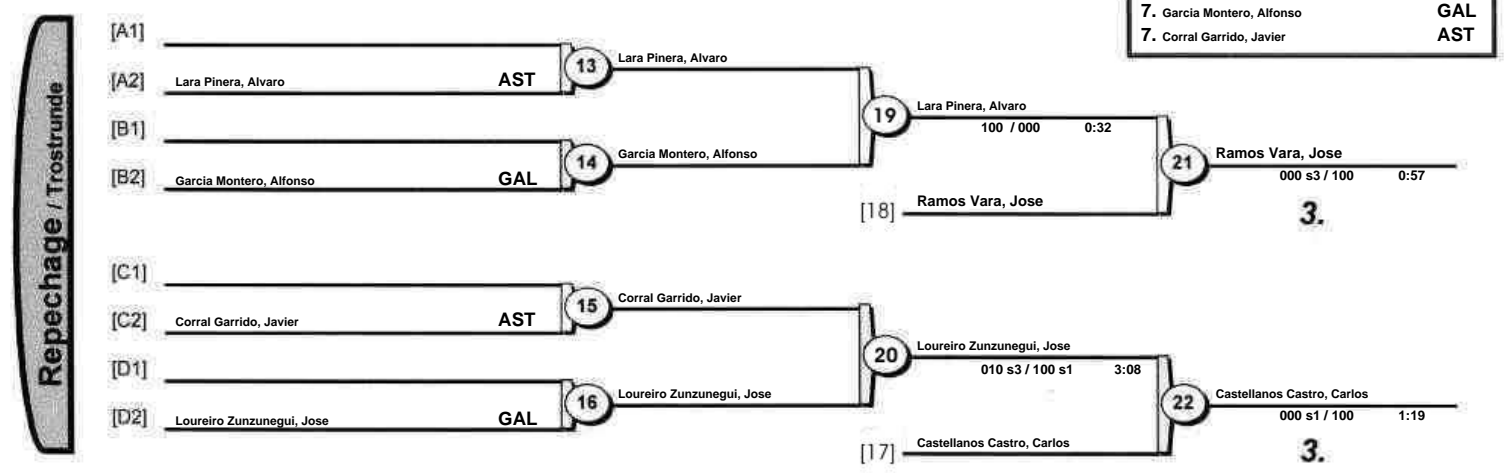 7. Garcia Montero, Alfonso GAL
7. Corral Garrido, Javier AST
Repechage / Trostrunde
[A1]
13 Lara Pinera, Alvaro
[A2] Lara Pinera, Alvaro AST
19 Lara Pinera, Alvaro
100 / 000 0:32
[B1]
14 Garcia Montero, Alfonso
[B2] Garcia Montero, Alfonso GAL
21 Ramos Vara, Jose
000 s3 / 100 0:57
[18] Ramos Vara, Jose
3.
[C1]
15 Corral Garrido, Javier
[C2] Corral Garrido, Javier AST
20 Loureiro Zunzunegui, Jose
010 s3 / 100 s1 3:08
[D1]
16 Loureiro Zunzunegui, Jose
[D2] Loureiro Zunzunegui, Jose GAL
22 Castellanos Castro, Carlos
000 s1 / 100 1:19
[17] Castellanos Castro, Carlos
3.